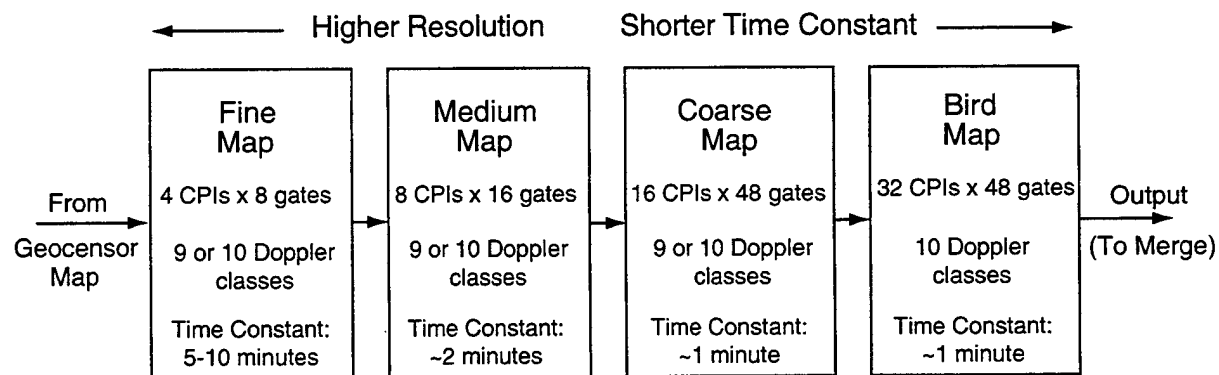 Higher Resolution
Shorter Time Constant
From
Geocensor
Map
Fine
Map
4 CPIs x 8 gates
9 or 10 Doppler
classes
Time Constant:
5-10 minutes
Medium
Map
8 CPIs x 16 gates
9 or 10 Doppler
classes
Time Constant:
~2 minutes
Coarse
Map
16 CPIs x 48 gates
9 or 10 Doppler
classes
Time Constant:
~1 minute
Bird
Map
32 CPIs x 48 gates
10 Doppler
classes
Time Constant:
~1 minute
Output
(To Merge)